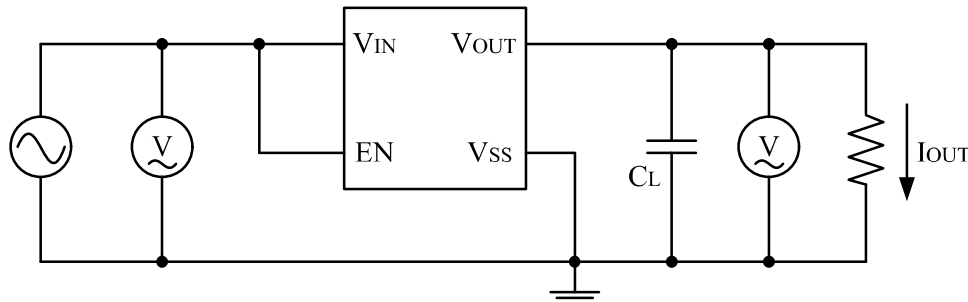 VIN VOUT
V V
EN VSS
CL
IOUT